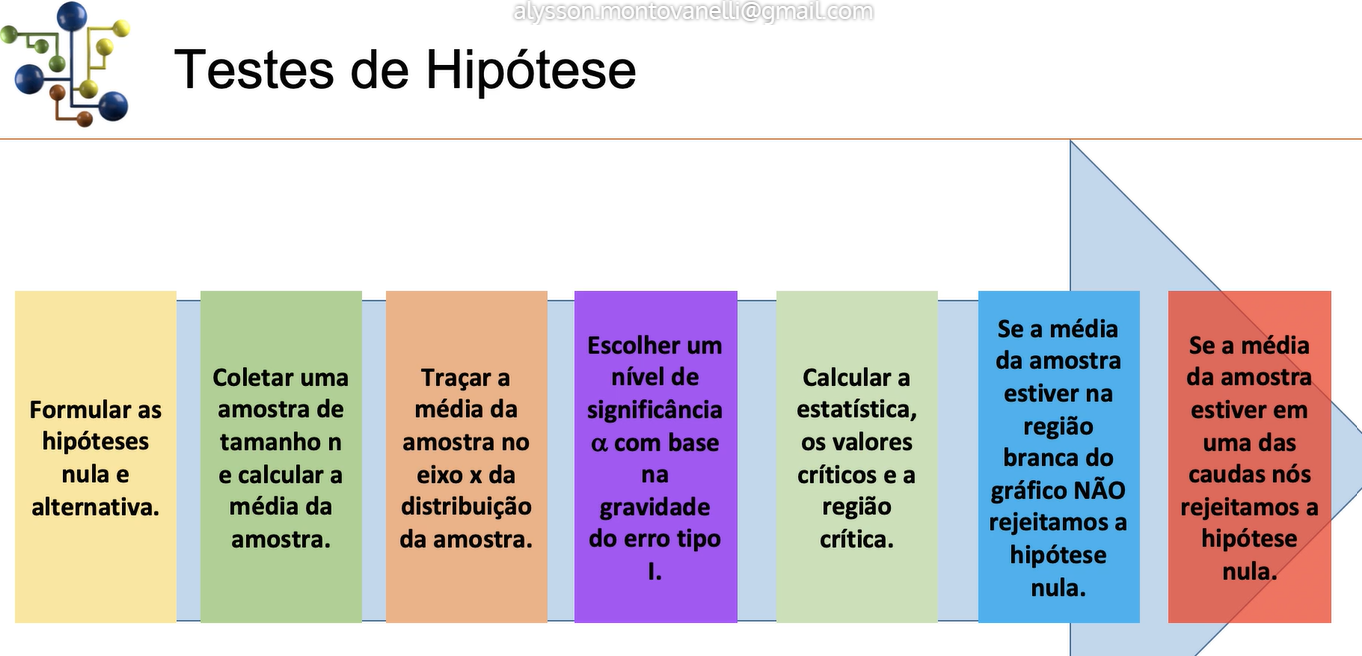 alysson.montovanelli@gmail.com
Testes de Hipótese
Formular as
hipóteses
nula e
alternativa.
Coletar uma
amostra de
tamanho n
e calcular a
média da
amostra.
Traçar a
média da
amostra no
eixo x da
distribuição
da amostra.
Escolher um
nível de
significância
α com base
na
gravidade
do erro tipo
I.
Calcular a
estatística,
os valores
críticos e a
região
crítica.
Se a média
da amostra
estiver na
região
branca do
gráfico NÃO
rejeitamos a
hipótese
nula.
Se a média
da amostra
estiver em
uma das
caudas nós
rejeitamos a
hipótese
nula.